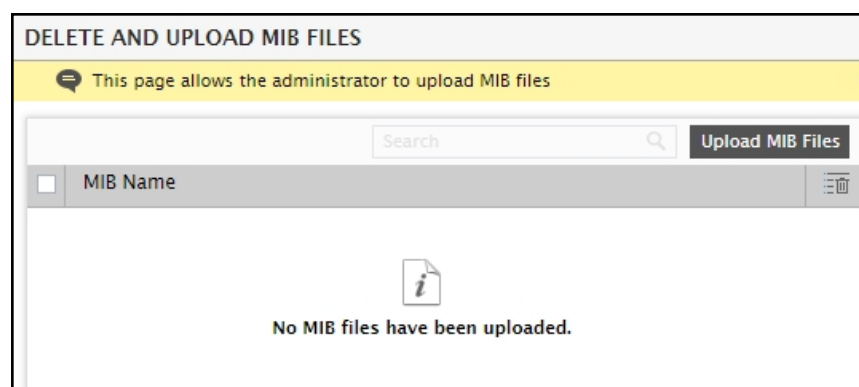 DELETE AND UPLOAD MIB FILES
This page allows the administrator to upload MIB files
Search
Upload MIB Files
MIB Name
i
No MIB files have been uploaded.